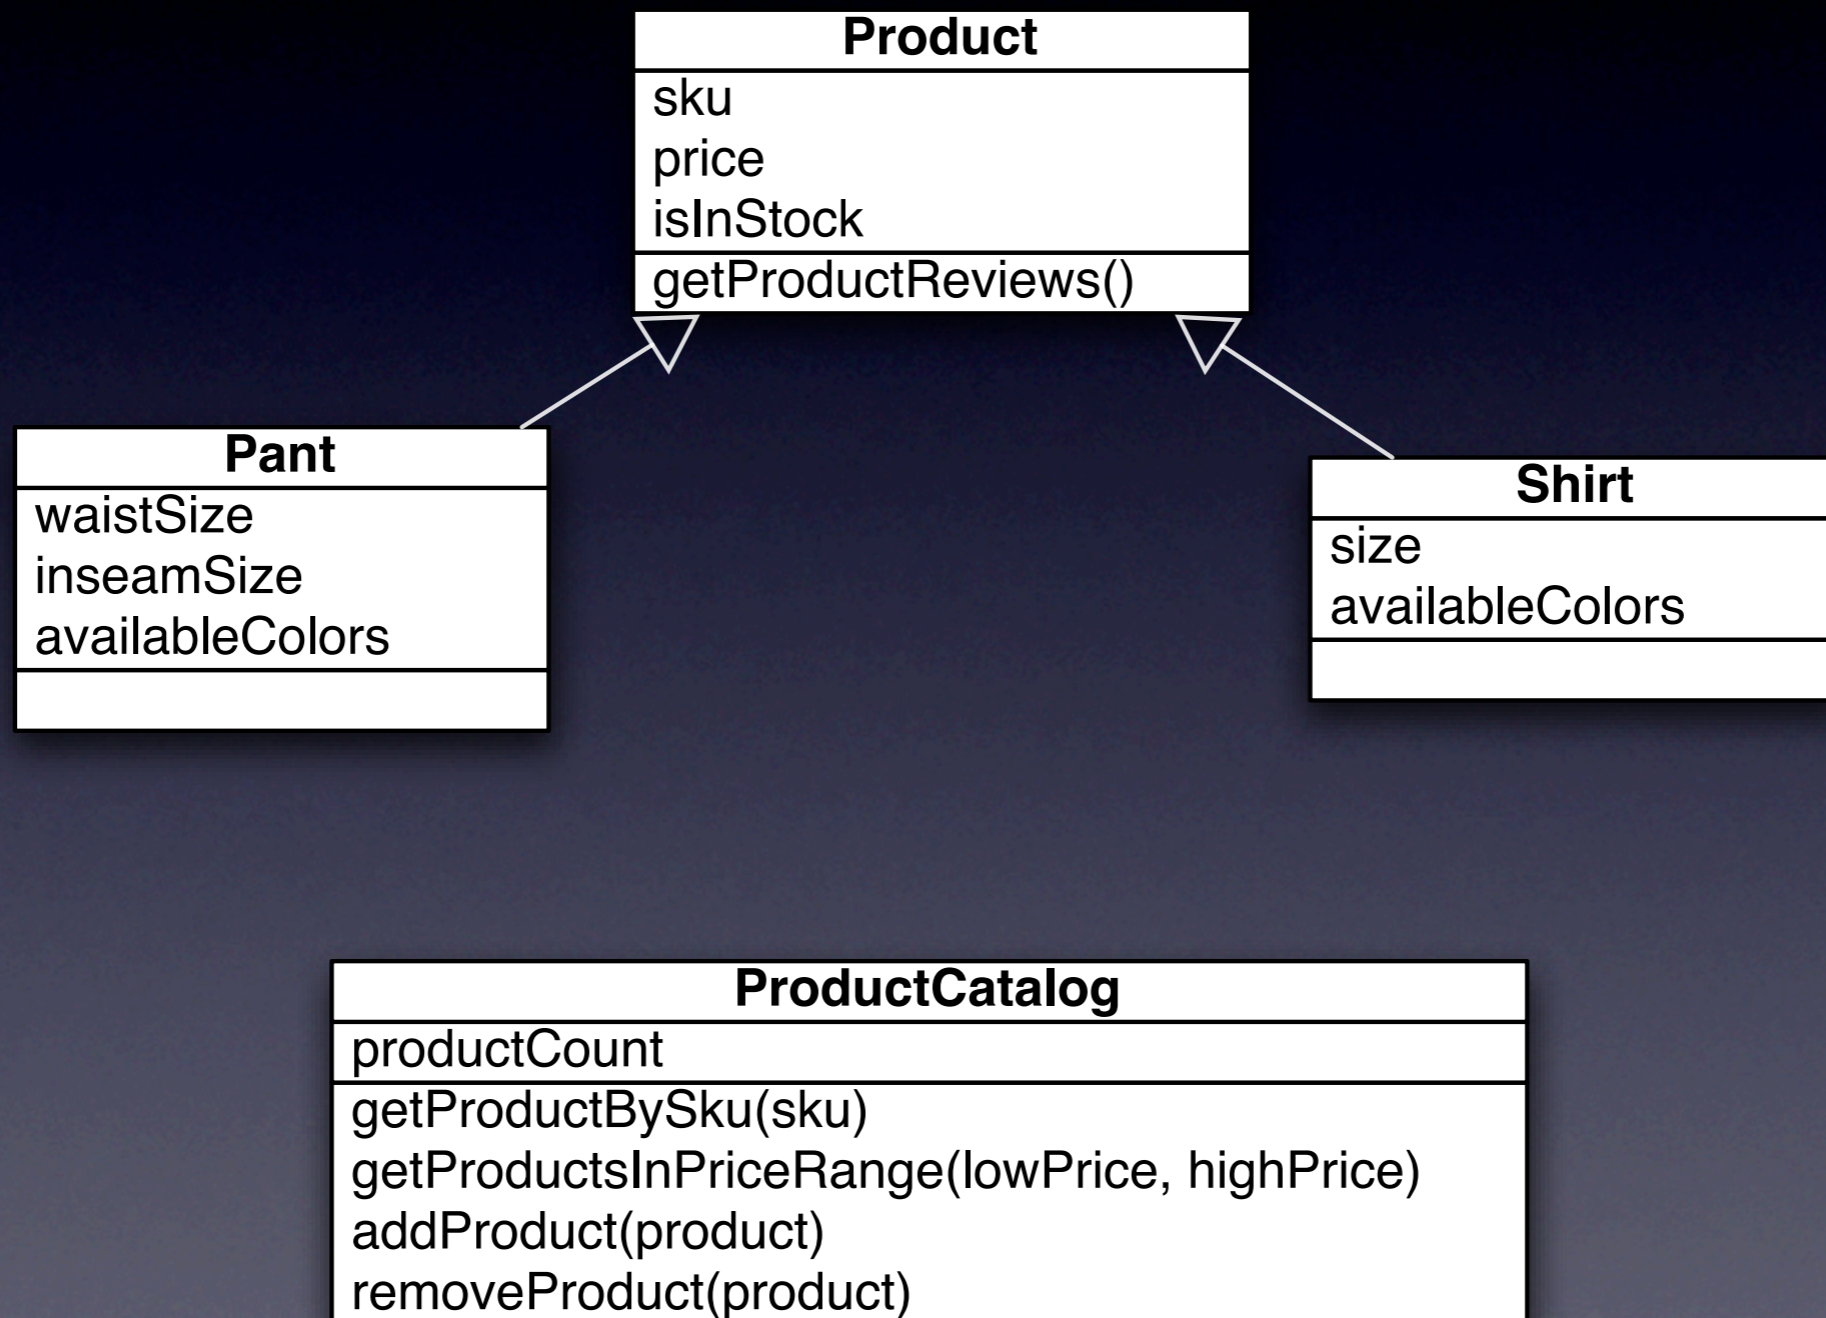 Product
sku
price
isInStock
getProductReviews()
Pant
waistSize
inseamSize
availableColors
Shirt
size
availableColors
ProductCatalog
productCount
getProductBySku(sku)
getProductsInPriceRange(lowPrice, highPrice)
addProduct(product)
removeProduct(product)